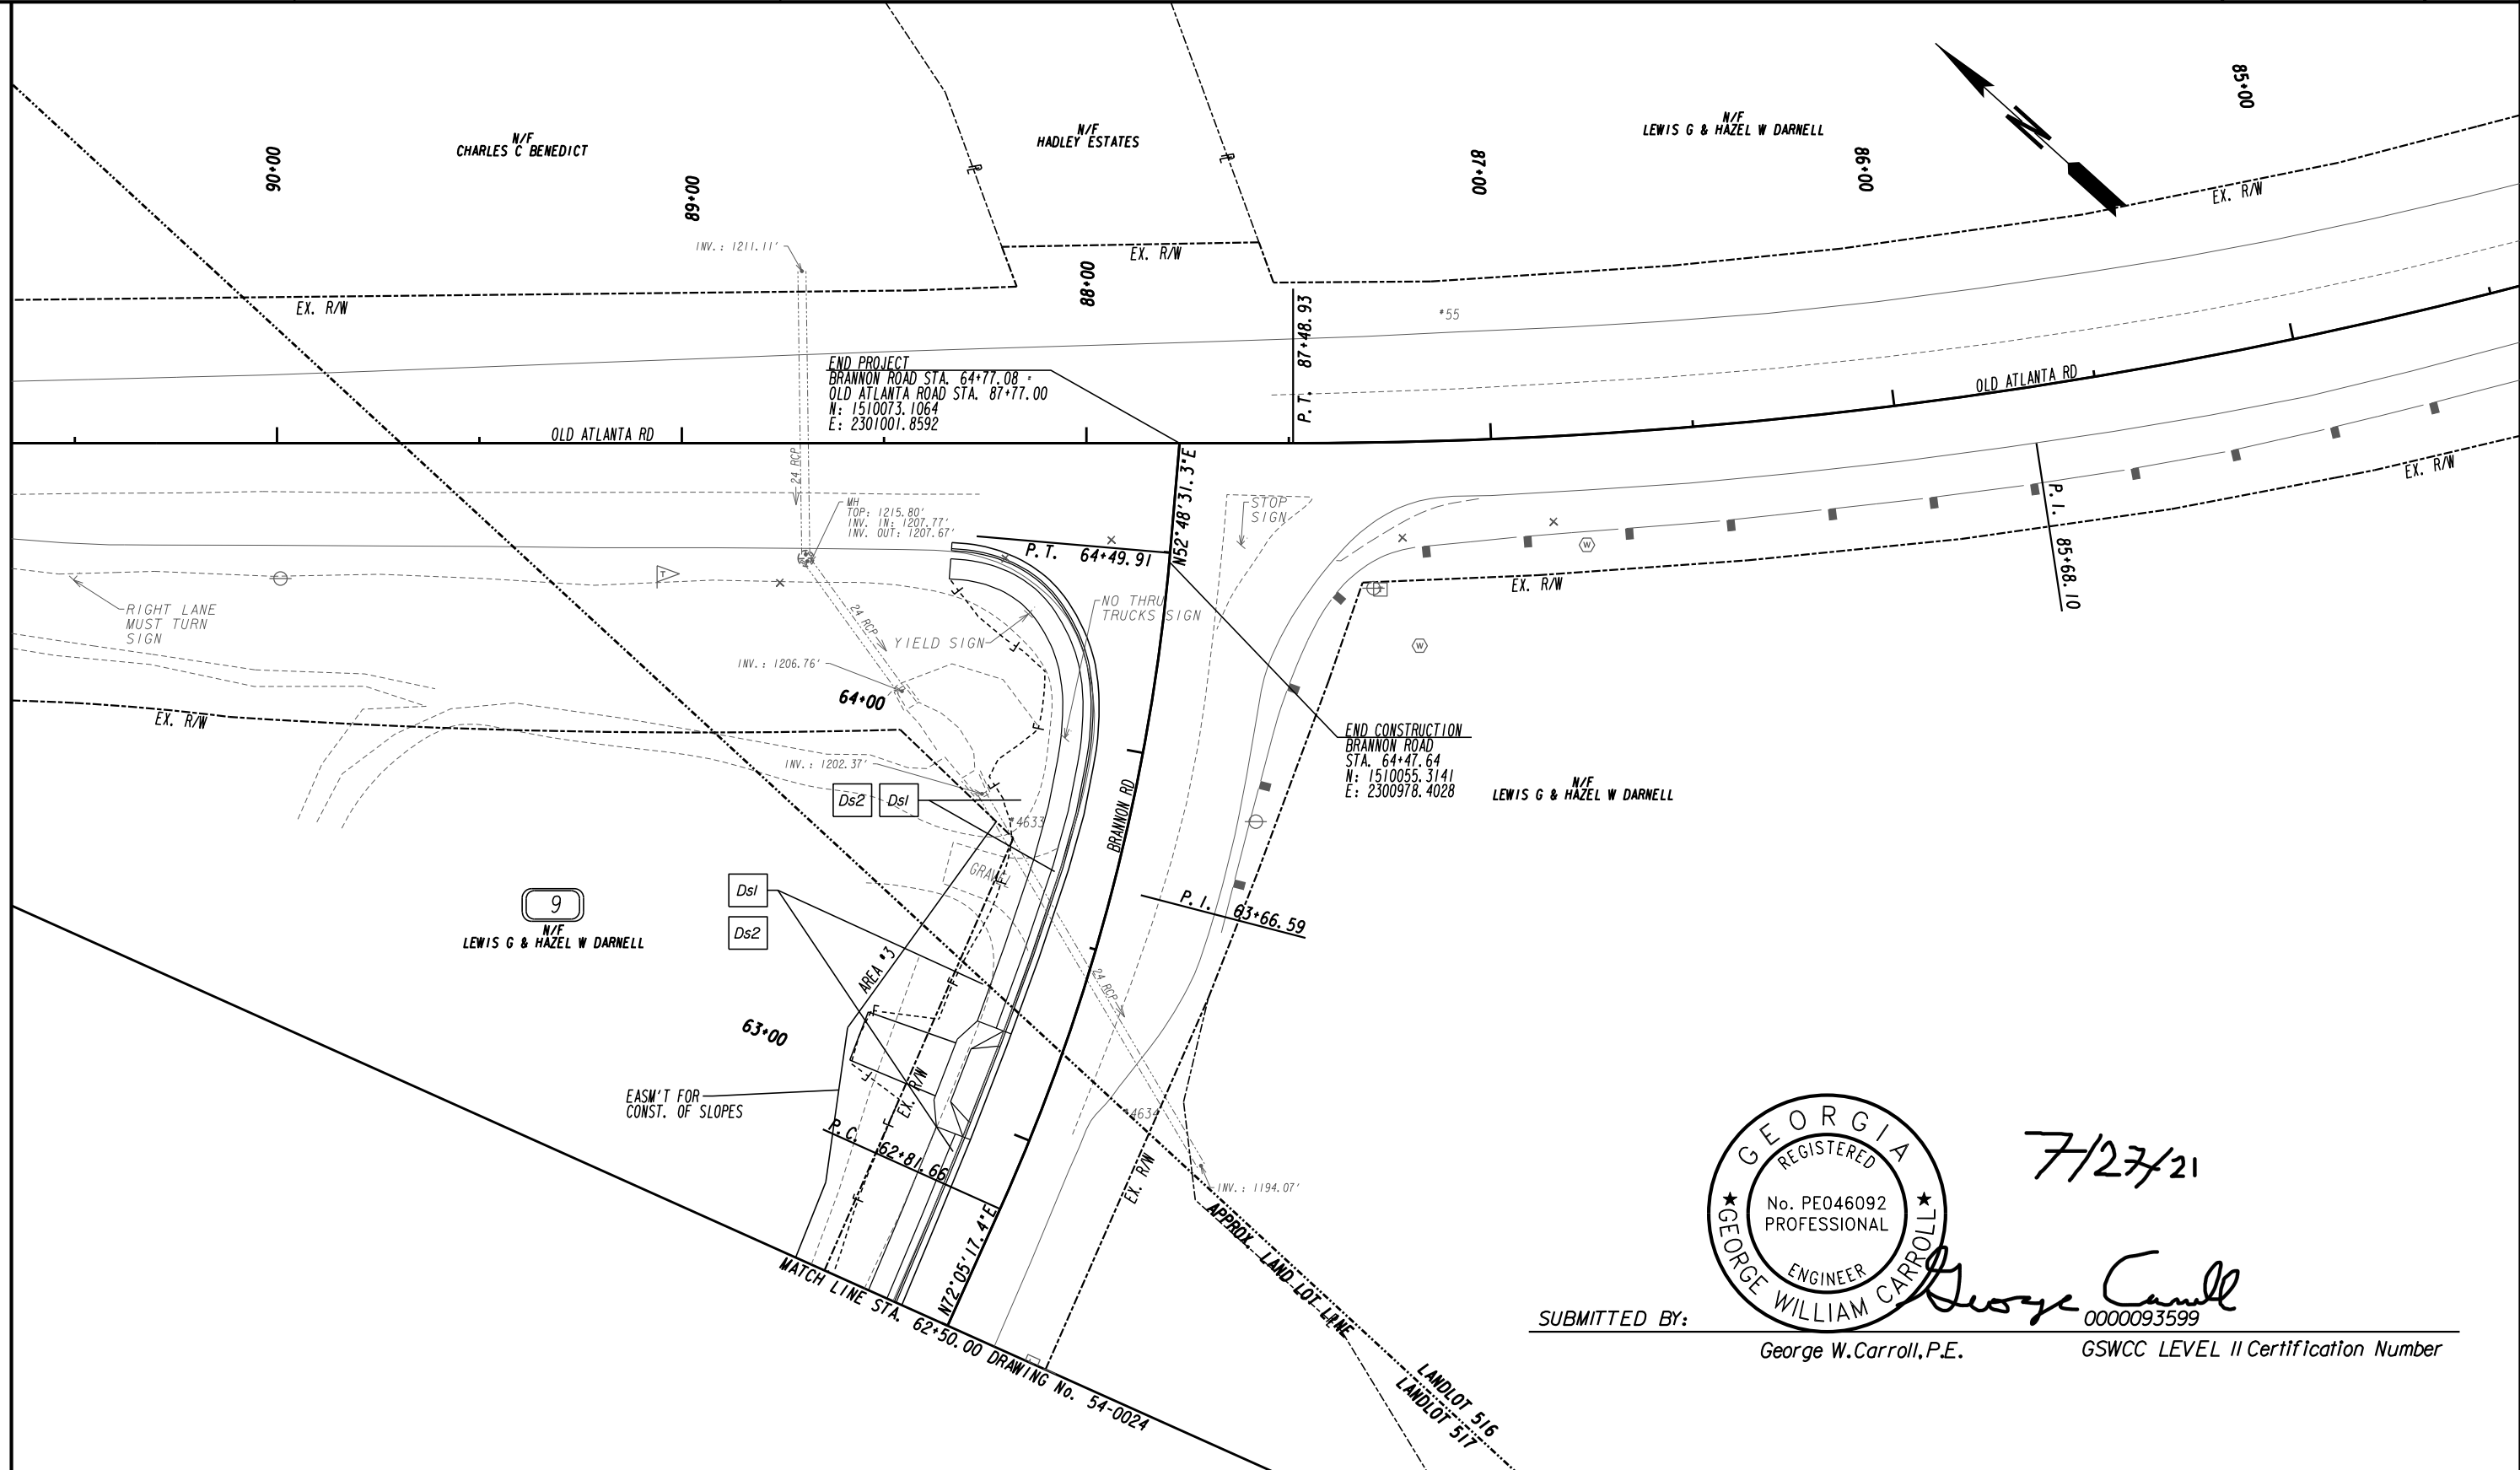 N/F
CHARLES C BENEDICT
N/F
HADLEY ESTATES
N/F
LEWIS G & HAZEL W DARNELL
N
85+00
90+00
89+00
88+00
87+00
86+00
EX. R/W
EX. R/W
EX. R/W
INV.: 1211.11'
P.T. 87+48.93
*55
END PROJECT
BRANNON ROAD STA. 64+77.08 =
OLD ATLANTA ROAD STA. 87+77.00
N: 1510073.1064
E: 2301001.8592
OLD ATLANTA RD
OLD ATLANTA RD
24 RCP
MH
TOP: 1215.80'
INV. IN: 1207.77'
INV. OUT: 1207.67'
P.T. 64+49.91
N52°48'31.3"E
STOP
SIGN
P.I. 85+68.10
EX. R/W
EX. R/W
T
W
W
RIGHT LANE
MUST TURN
SIGN
24 RCP
YIELD SIGN
NO THRU
TRUCKS SIGN
INV.: 1206.76'
64+00
EX. R/W
INV.: 1202.37'
END CONSTRUCTION
BRANNON ROAD
STA. 64+47.64
N: 1510055.3141
E: 2300978.4028
N/F
LEWIS G & HAZEL W DARNELL
Ds2 Ds1
*4633
BRANNON RD
GRAVEL
Ds1
Ds2
9
N/F
LEWIS G & HAZEL W DARNELL
P.I. 63+66.59
AREA *3
24 RCP
63+00
EASM'T FOR
CONST. OF SLOPES
EX. R/W
*4634
P.C. 62+81.66
EX. R/W
INV.: 1194.07'
N72°05'17.4"E
APPROX. LAND LOT LINE
MATCH LINE STA. 62+50.00 DRAWING No. 54-0024
LANDLOT 516
LANDLOT 517
GEORGIA
REGISTERED
No. PE046092
PROFESSIONAL
ENGINEER
GEORGE WILLIAM CARROLL
7/27/21
George Carroll
SUBMITTED BY:
0000093599
George W.Carroll,P.E.
GSWCC LEVEL II Certification Number